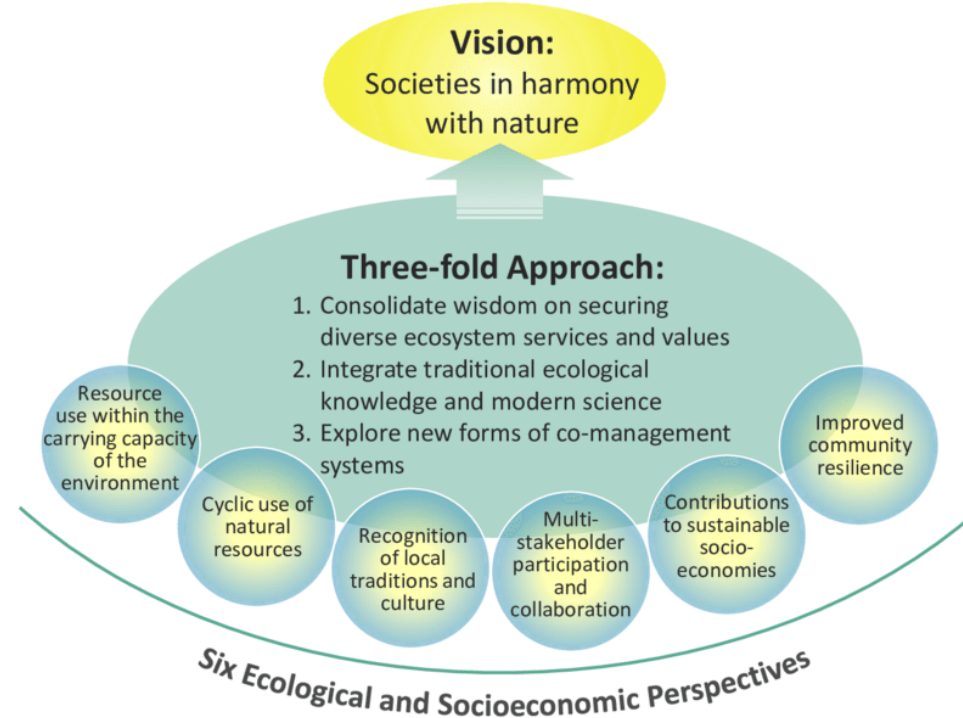 Vision:
Societies in harmony
with nature
Three-fold Approach:
1. Consolidate wisdom on securing
diverse ecosystem services and values
2. Integrate traditional ecological
knowledge and modern science
3. Explore new forms of co-management
systems
Resource
use within the
carrying capacity
of the
environment
Cyclic use of
natural
resources
Recognition
of local
traditions and
culture
Multi-
stakeholder
participation
and
collaboration
Contributions
to sustainable
socio-
economies
Improved
community
resilience
Six Ecological and Socioeconomic Perspectives